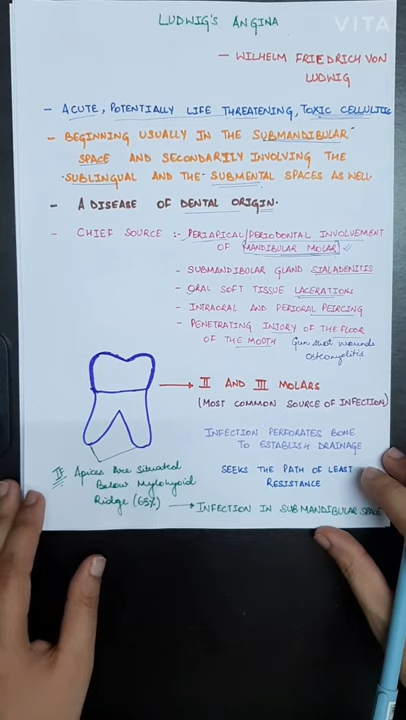 LUDWIG'S ANGINA
VITA
- WILHELM FRIEDRICH VON
LUDWIG
- ACUTE, POTENTIALLY LIFE THREATENING, TOXIC CELLULITIS
- BEGINNING USUALLY IN THE SUBMANDIBULAR
SPACE AND SECONDARILY INVOLVING THE
SUBLINGUAL AND THE SUBMENTAL SPACES AS WELL.
- A DISEASE OF DENTAL ORIGIN.
- CHIEF SOURCE :- PERIAPICAL/PERIODONTAL INVOLVEMENT
OF MANDIBULAR MOLAR ✓
- SUBMANDIBULAR GLAND SIALADENITIS
- ORAL SOFT TISSUE LACERATIONS
- INTRAORAL AND PERIORAL PEIRCING
- PENETRATING INJORY OF THE FLOOR
OF THE MOUTH Gun shot wounds
osteomyelitis
→ II AND III MOLARS
(MOST COMMON SOURCE OF INFECTION)
INFECTION PERFORATES BONE
TO ESTABLISH DRAINAGE
SEEKS THE PATH OF LEAST
RESISTANCE
If Apices Are Situated
Below Mylohyoid
Ridge (65%) → INFECTION IN SUBMANDIBULAR SPACE